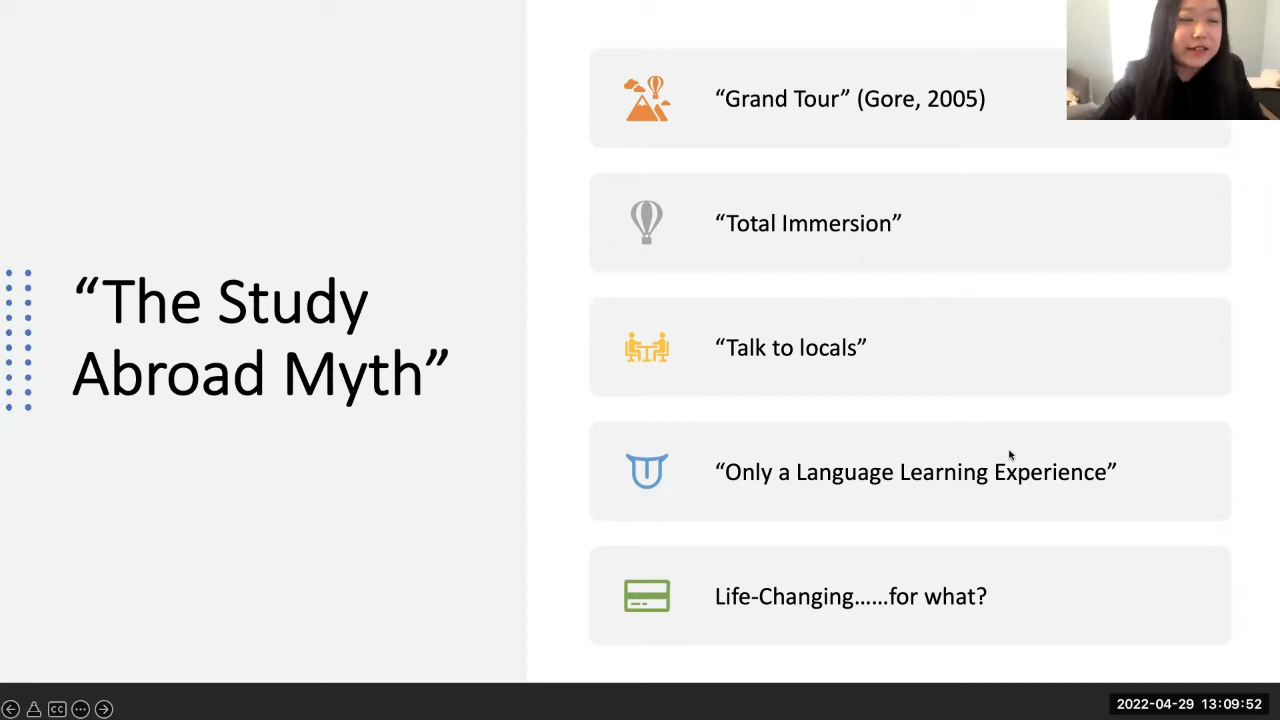 “The Study
Abroad Myth”
“Grand Tour” (Gore, 2005)
“Total Immersion”
“Talk to locals”
“Only a Language Learning Experience”
Life-Changing……for what?
CC
2022-04-29 13:09:52